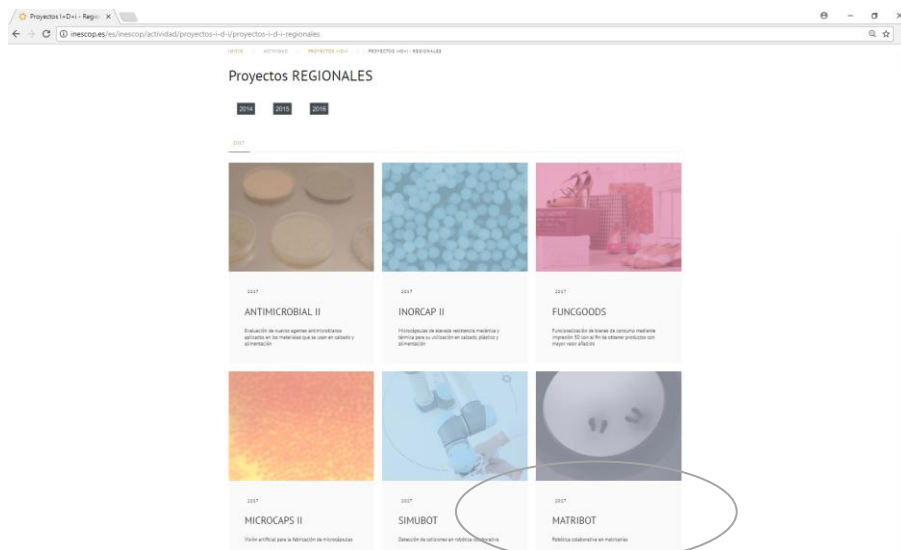 Proyectos I+D+i - Regio
inescop.es/es/inescop/actividad/proyectos-i-d-i/proyectos-i-d-i-regionales
INICIO ACTIVIDAD PROYECTOS I+D+I PROYECTOS I+D+I - REGIONALES
Proyectos REGIONALES
2014 2015 2016
2017
2017
ANTIMICROBIAL II
Evaluación de nuevos agentes antimicrobianos
aplicados en los materiales que se usan en calzado y
alimentación
2017
INORCAP II
Microcápsulas de elevada resistencia mecánica y
térmica para su utilización en calzado, plástico y
alimentación
2017
FUNCGOODS
Funcionalización de bienes de consumo mediante
impresión 3D con el fin de obtener productos con
mayor valor añadido
2017
MICROCAPS II
Visión artificial para la fabricación de microcápsulas
2017
SIMUBOT
Detección de colisiones en robótica colaborativa
2017
MATRIBOT
Robótica colaborativa en matricerías